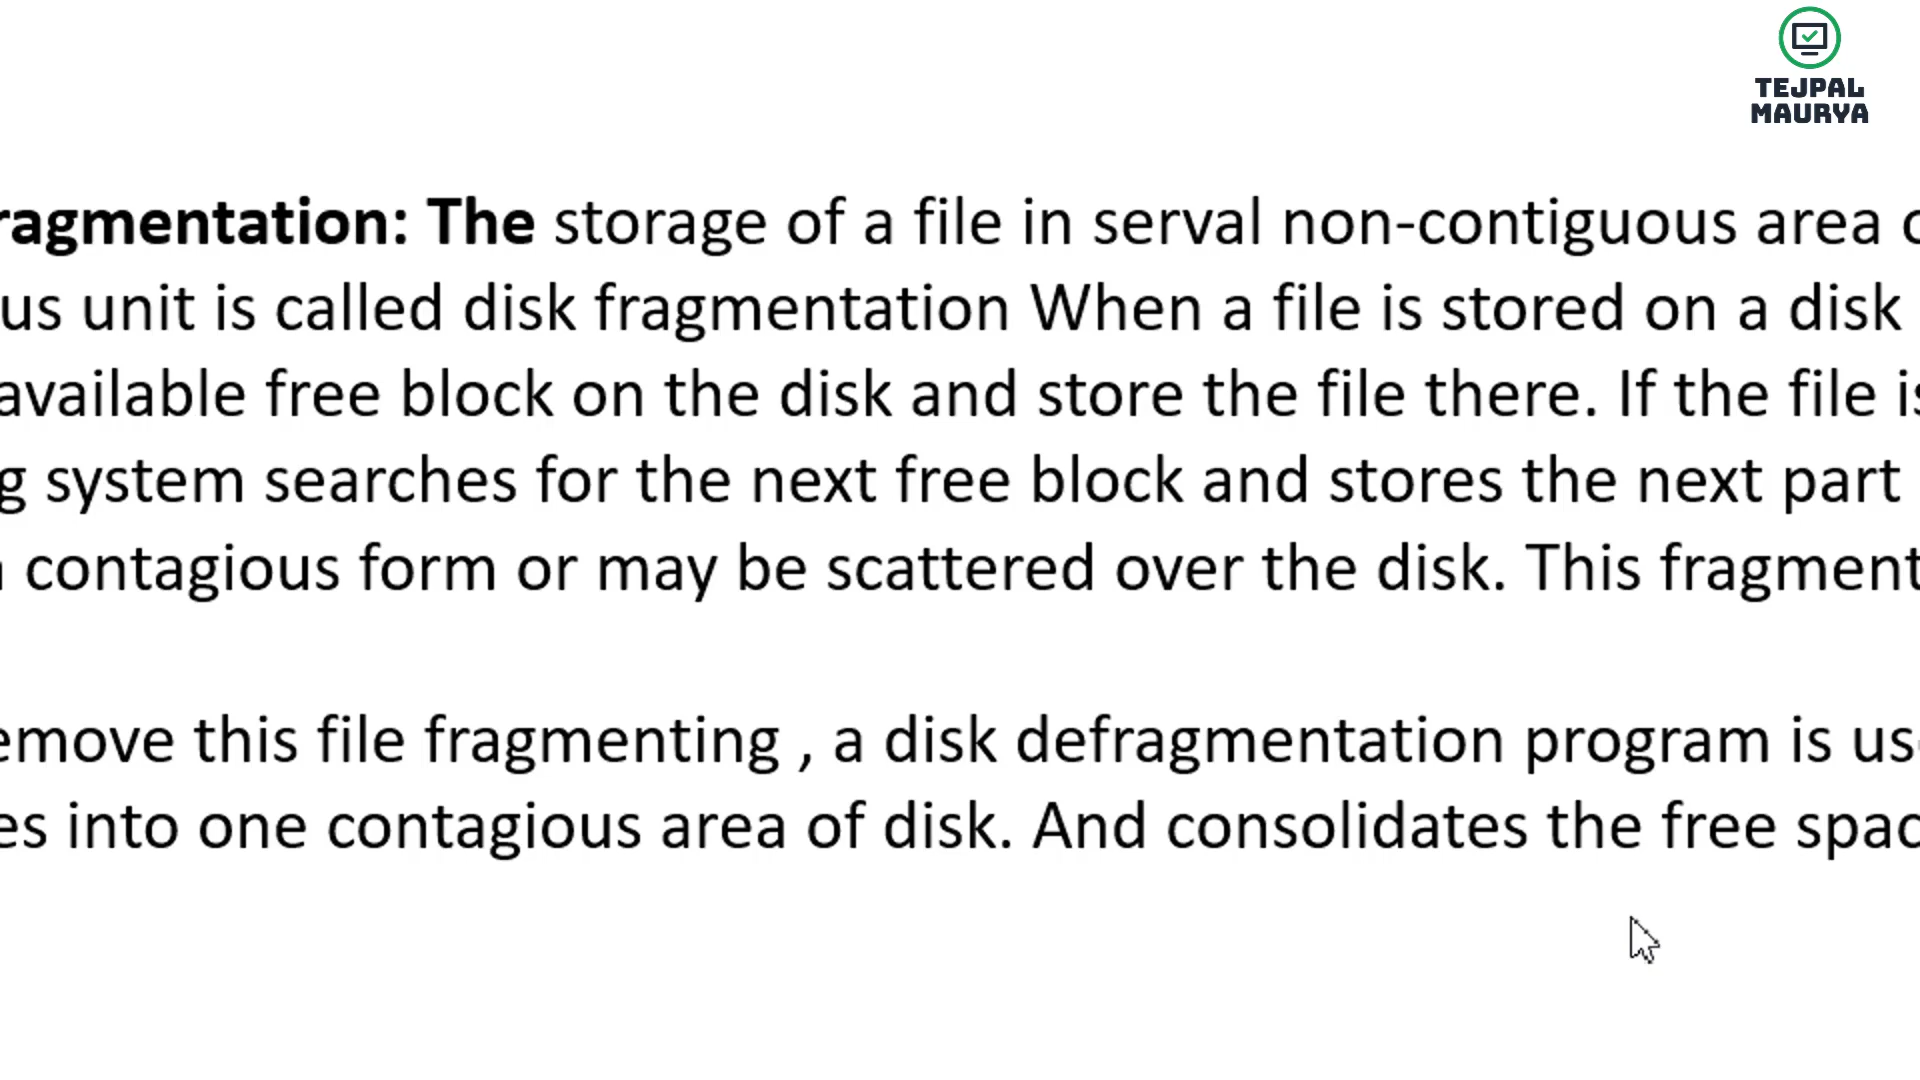 TEJPAL
MAURYA
ragmentation: The storage of a file in serval non-contiguous area
us unit is called disk fragmentation When a file is stored on a disk
available free block on the disk and store the file there. If the file is
g system searches for the next free block and stores the next part
contagious form or may be scattered over the disk. This fragment
emove this file fragmenting , a disk defragmentation program is us
es into one contagious area of disk. And consolidates the free spac